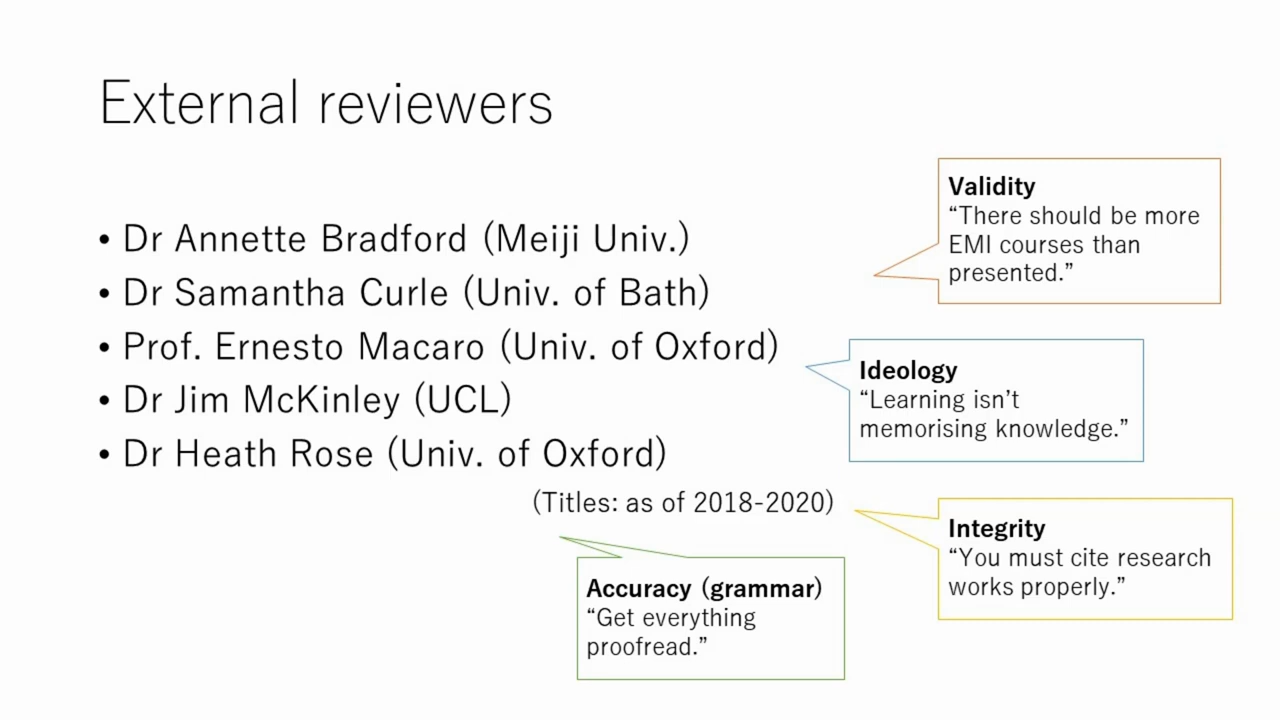 External reviewers
• Dr Annette Bradford (Meiji Univ.)
• Dr Samantha Curle (Univ. of Bath)
• Prof. Ernesto Macaro (Univ. of Oxford)
• Dr Jim McKinley (UCL)
• Dr Heath Rose (Univ. of Oxford)
(Titles: as of 2018-2020)
Validity
“There should be more
EMI courses than
presented.”
Ideology
“Learning isn’t
memorising knowledge.”
Integrity
“You must cite research
works properly.”
Accuracy (grammar)
“Get everything
proofread.”